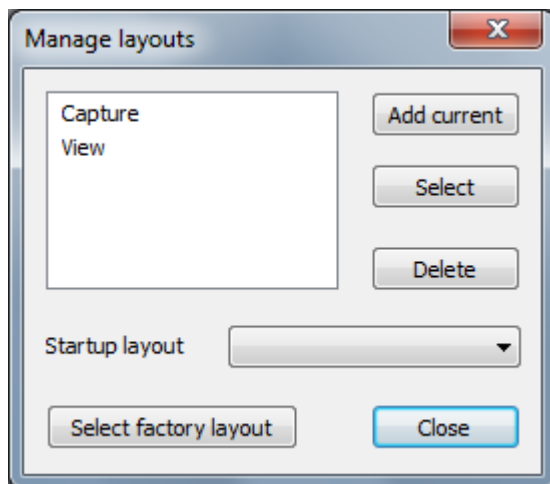 Manage layouts
Capture
View
Add current
Select
Delete
Startup layout
Select factory layout
Close